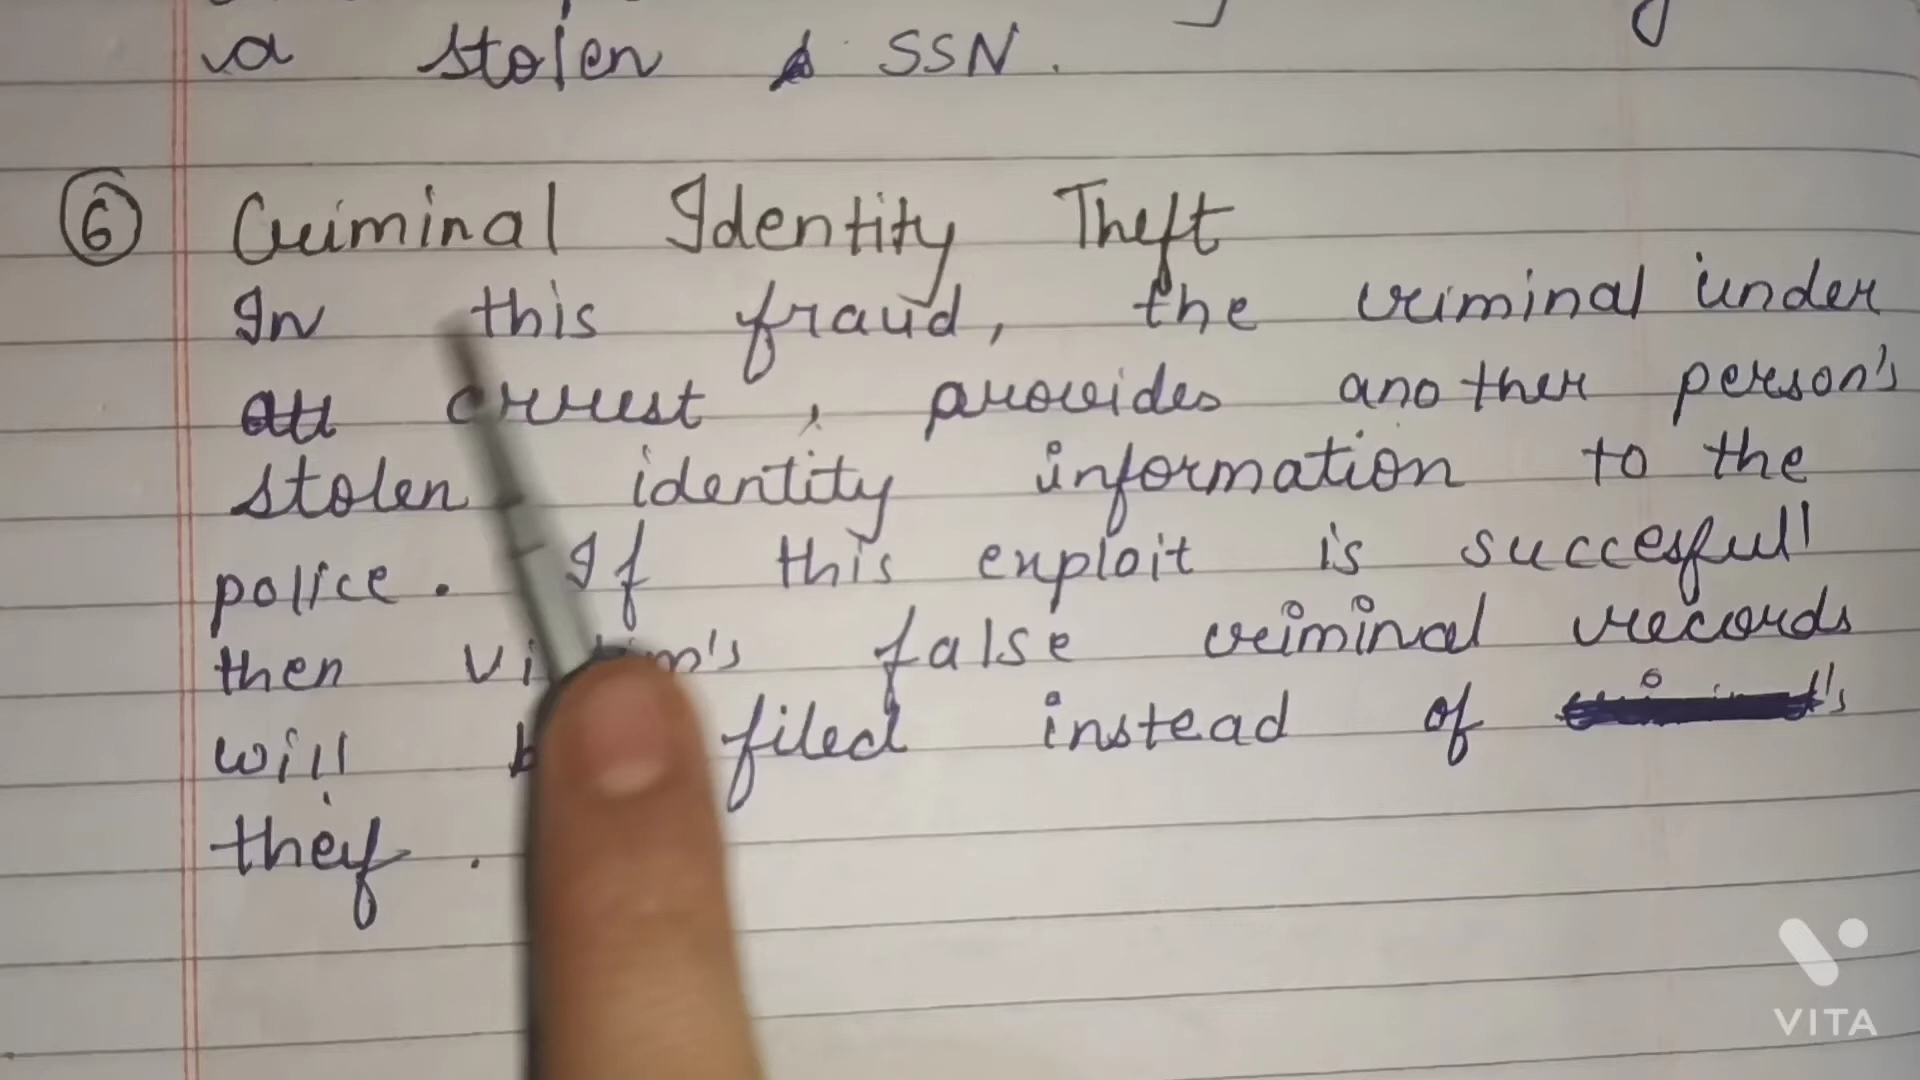 a stolen SSN.
6 Criminal Identity Theft
In this fraud, the criminal under
arrest, provides another person's
stolen identity information to the
police. If this exploit is succesfull
then false criminal records
will filed instead of
theif.
VITA